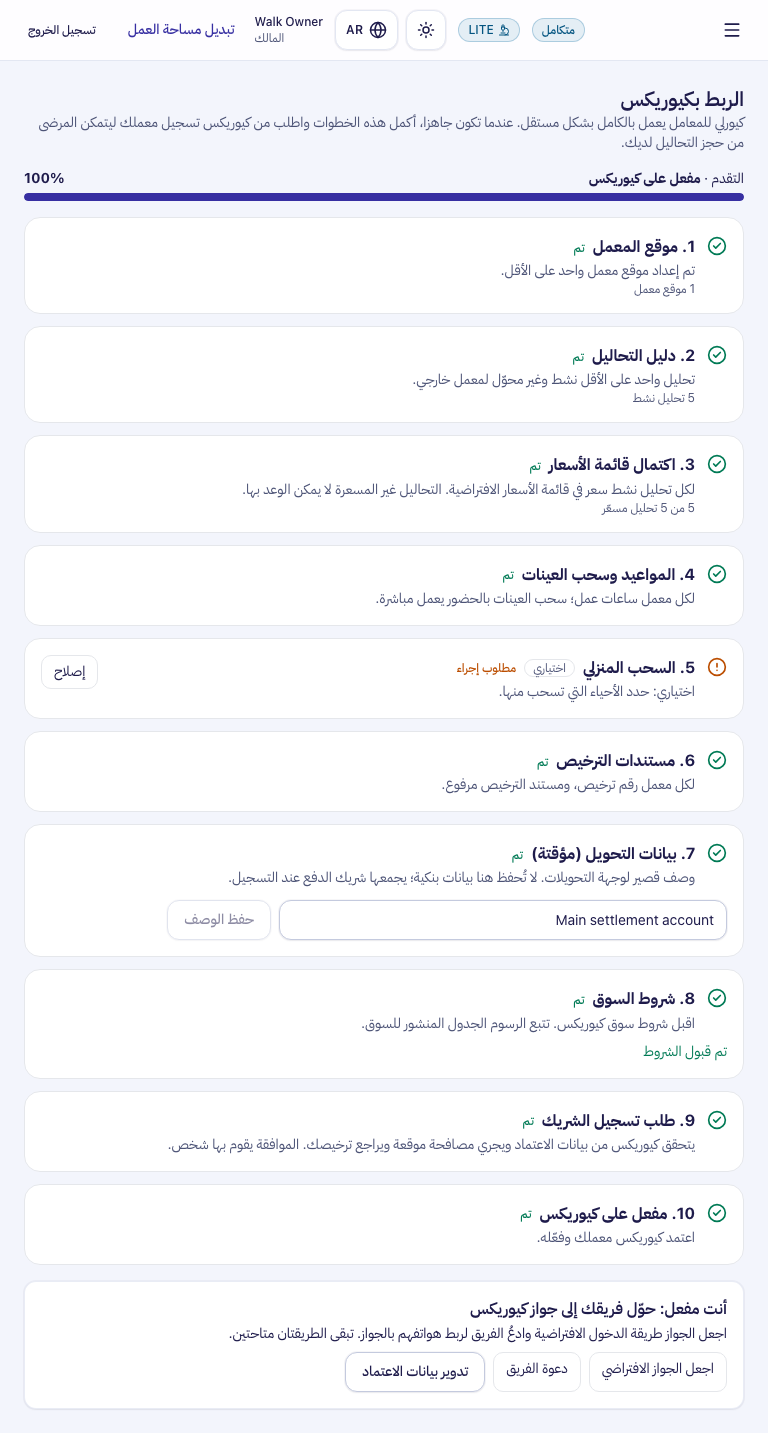 متكامل
LITE
AR
Walk Owner
المالك
تبديل مساحة العمل
تسجيل الخروج
الربط بكيوريكس
كيورلي للمعامل يعمل بالكامل بشكل مستقل. عندما تكون جاهزا، أكمل هذه الخطوات واطلب من كيوريكس تسجيل معملك ليتمكن المرضى
من حجز التحاليل لديك.
التقدم · مفعل على كيوريكس
100%
1. موقع المعمل تم
تم إعداد موقع معمل واحد على الأقل.
1 موقع معمل
2. دليل التحاليل تم
تحليل واحد على الأقل نشط وغير محوّل لمعمل خارجي.
5 تحليل نشط
3. اكتمال قائمة الأسعار تم
لكل تحليل نشط سعر في قائمة الأسعار الافتراضية. التحاليل غير المسعرة لا يمكن الوعد بها.
5 من 5 تحليل مسعّر
4. المواعيد وسحب العينات تم
لكل معمل ساعات عمل؛ سحب العينات بالحضور يعمل مباشرة.
5. السحب المنزلي اختياري مطلوب إجراء
اختياري: حدد الأحياء التي تسحب منها.
إصلاح
6. مستندات الترخيص تم
لكل معمل رقم ترخيص، ومستند الترخيص مرفوع.
7. بيانات التحويل (مؤقتة) تم
وصف قصير لوجهة التحويلات. لا تُحفظ هنا بيانات بنكية؛ يجمعها شريك الدفع عند التسجيل.
Main settlement account
حفظ الوصف
8. شروط السوق تم
اقبل شروط سوق كيوريكس. تتبع الرسوم الجدول المنشور للسوق.
تم قبول الشروط
9. طلب تسجيل الشريك تم
يتحقق كيوريكس من بيانات الاعتماد ويجري مصافحة موقعة ويراجع ترخيصك. الموافقة يقوم بها شخص.
10. مفعل على كيوريكس تم
اعتمد كيوريكس معملك وفعّله.
أنت مفعل: حوّل فريقك إلى جواز كيوريكس
اجعل الجواز طريقة الدخول الافتراضية وادعُ الفريق لربط هواتفهم بالجواز. تبقى الطريقتان متاحتين.
اجعل الجواز الافتراضي
دعوة الفريق
تدوير بيانات الاعتماد